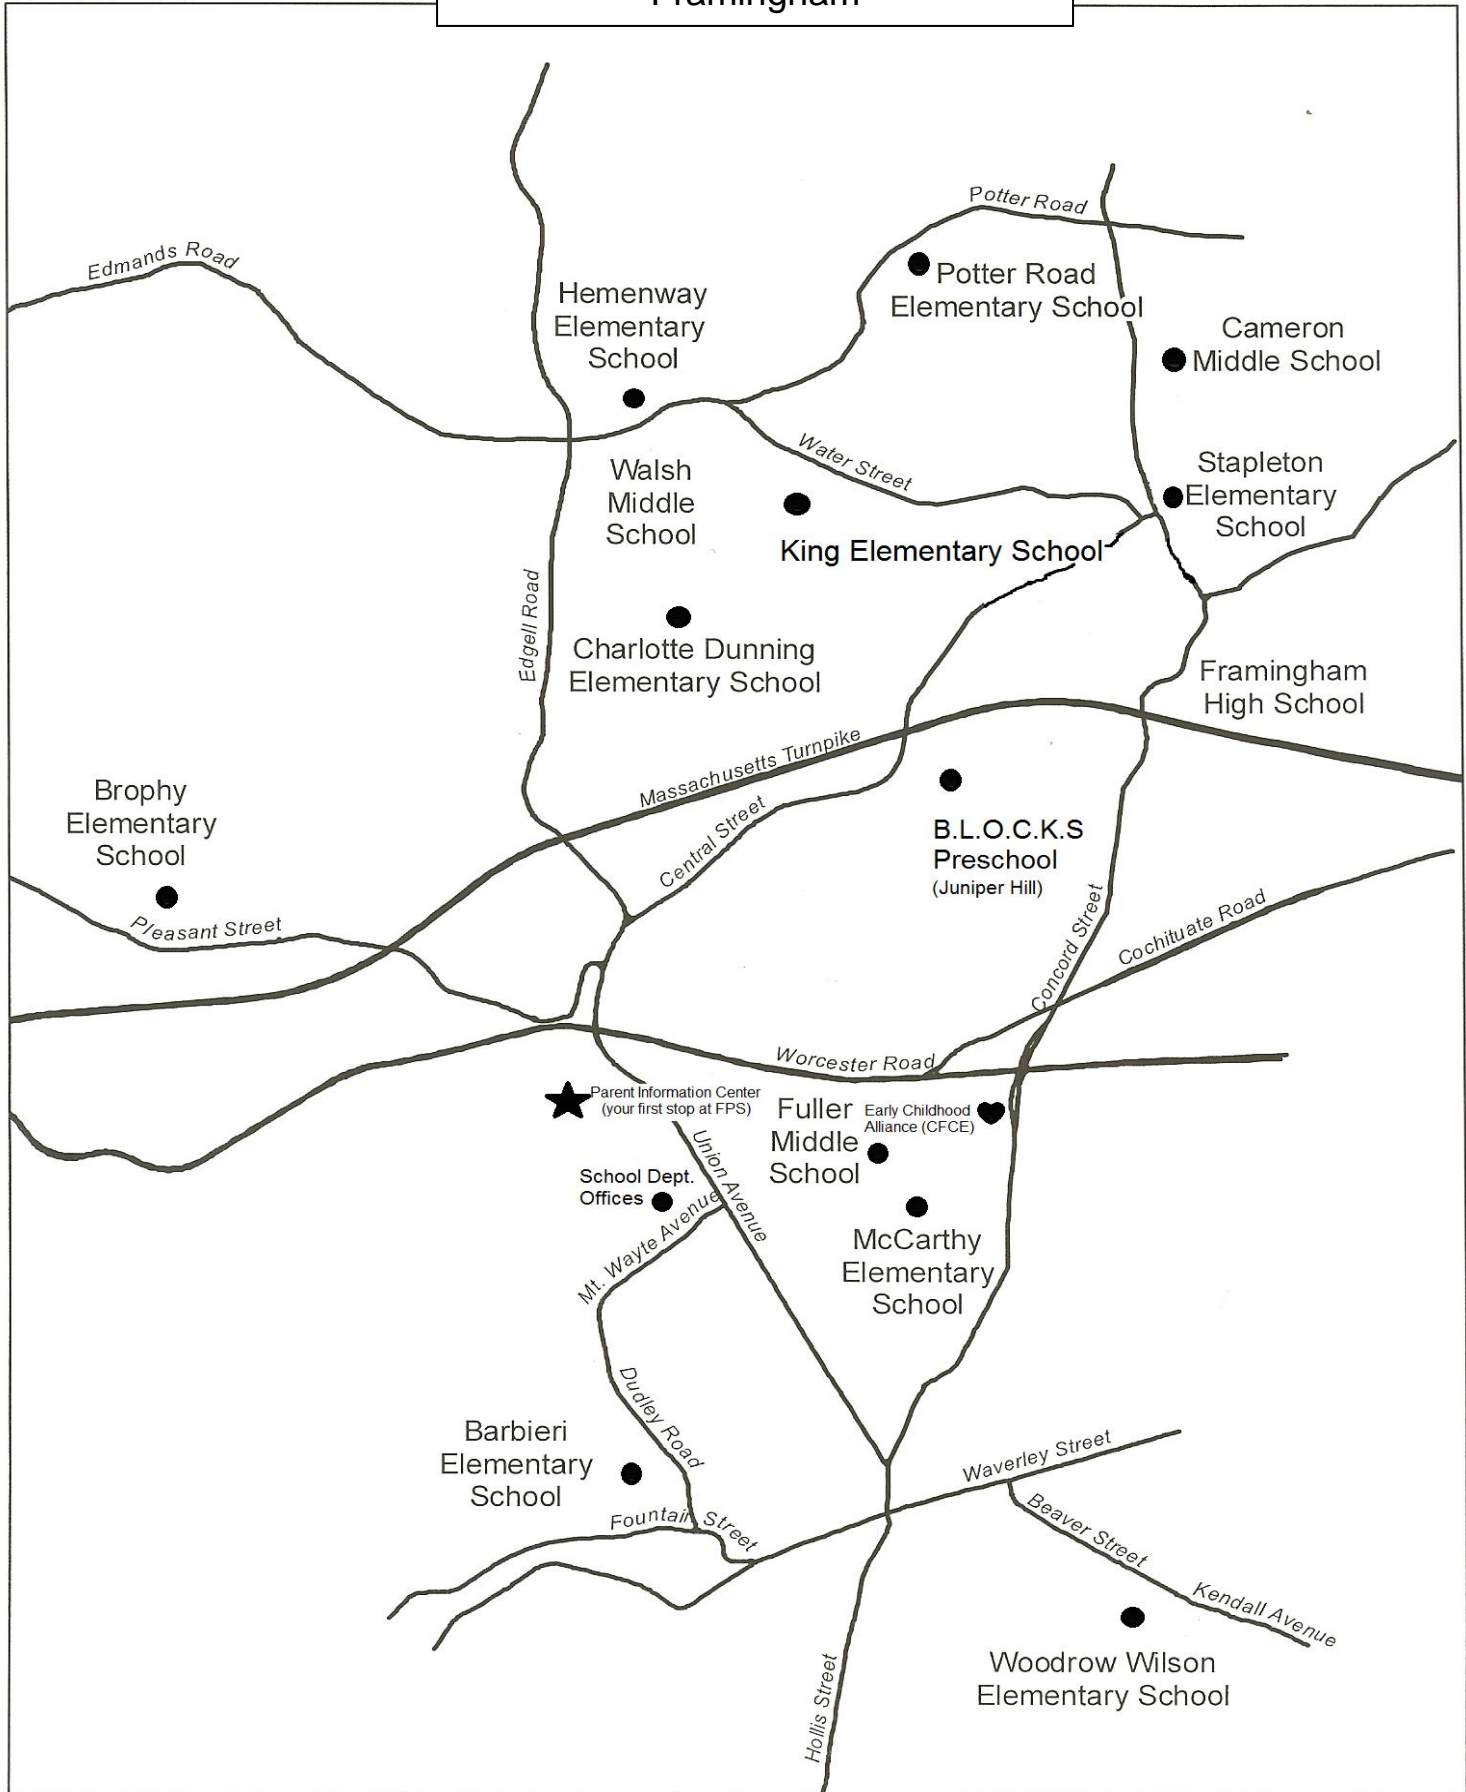 Framingham
Potter Road
Edmands Road
Potter Road
Elementary School
Hemenway
Elementary
School
Cameron
Middle School
Water Street
Walsh
Middle
School
Stapleton
Elementary
School
King Elementary School
Edgell Road
Charlotte Dunning
Elementary School
Framingham
High School
Massachusetts Turnpike
Brophy
Elementary
School
Central Street
B.L.O.C.K.S
Preschool
(Juniper Hill)
Pleasant Street
Concord Street
Cochituate Road
Worcester Road
Parent Information Center
(your first stop at FPS)
Fuller
Middle
School
Early Childhood
Alliance (CFCE)
Union Avenue
School Dept.
Offices
Mt. Wayte Avenue
McCarthy
Elementary
School
Dudley Road
Barbieri
Elementary
School
Waverley Street
Fountain Street
Beaver Street
Kendall Avenue
Woodrow Wilson
Elementary School
Hollis Street